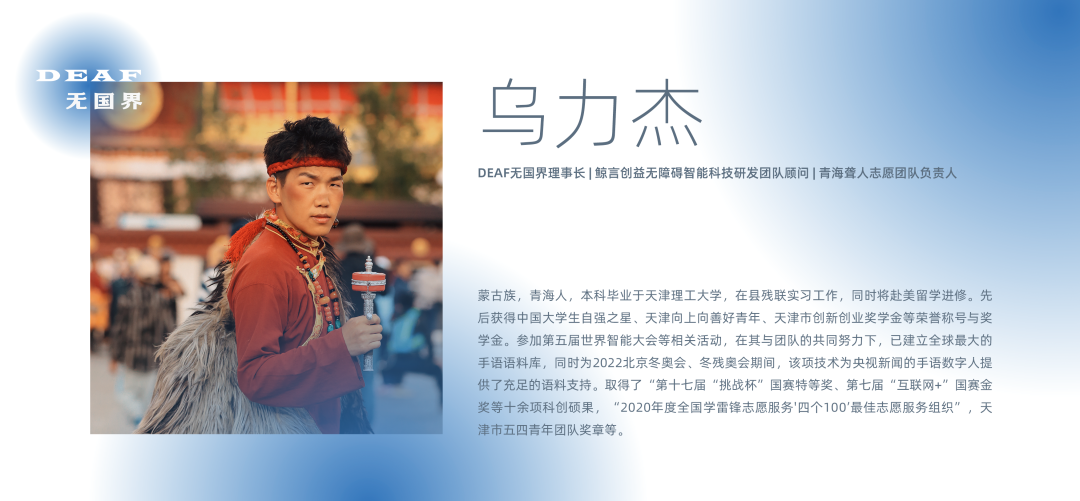 DEAF
无国界
乌力杰
DEAF无国界理事长 | 鲸言创益无障碍智能科技研发团队顾问 | 青海聋人志愿团队负责人
蒙古族，青海人，本科毕业于天津理工大学，在县残联实习工作，同时将赴美留学进修。先
后获得中国大学生自强之星、天津向上向善好青年、天津市创新创业奖学金等荣誉称号与奖
学金。参加第五届世界智能大会等相关活动，在其与团队的共同努力下，已建立全球最大的
手语语料库，同时为2022北京冬奥会、冬残奥会期间，该项技术为央视新闻的手语数字人提
供了充足的语料支持。取得了“第十七届“挑战杯”国赛特等奖、第七届“互联网+”国赛金
奖等十余项科创硕果，“2020年度全国学雷锋志愿服务'四个100’最佳志愿服务组织”，天
津市五四青年团队奖章等。